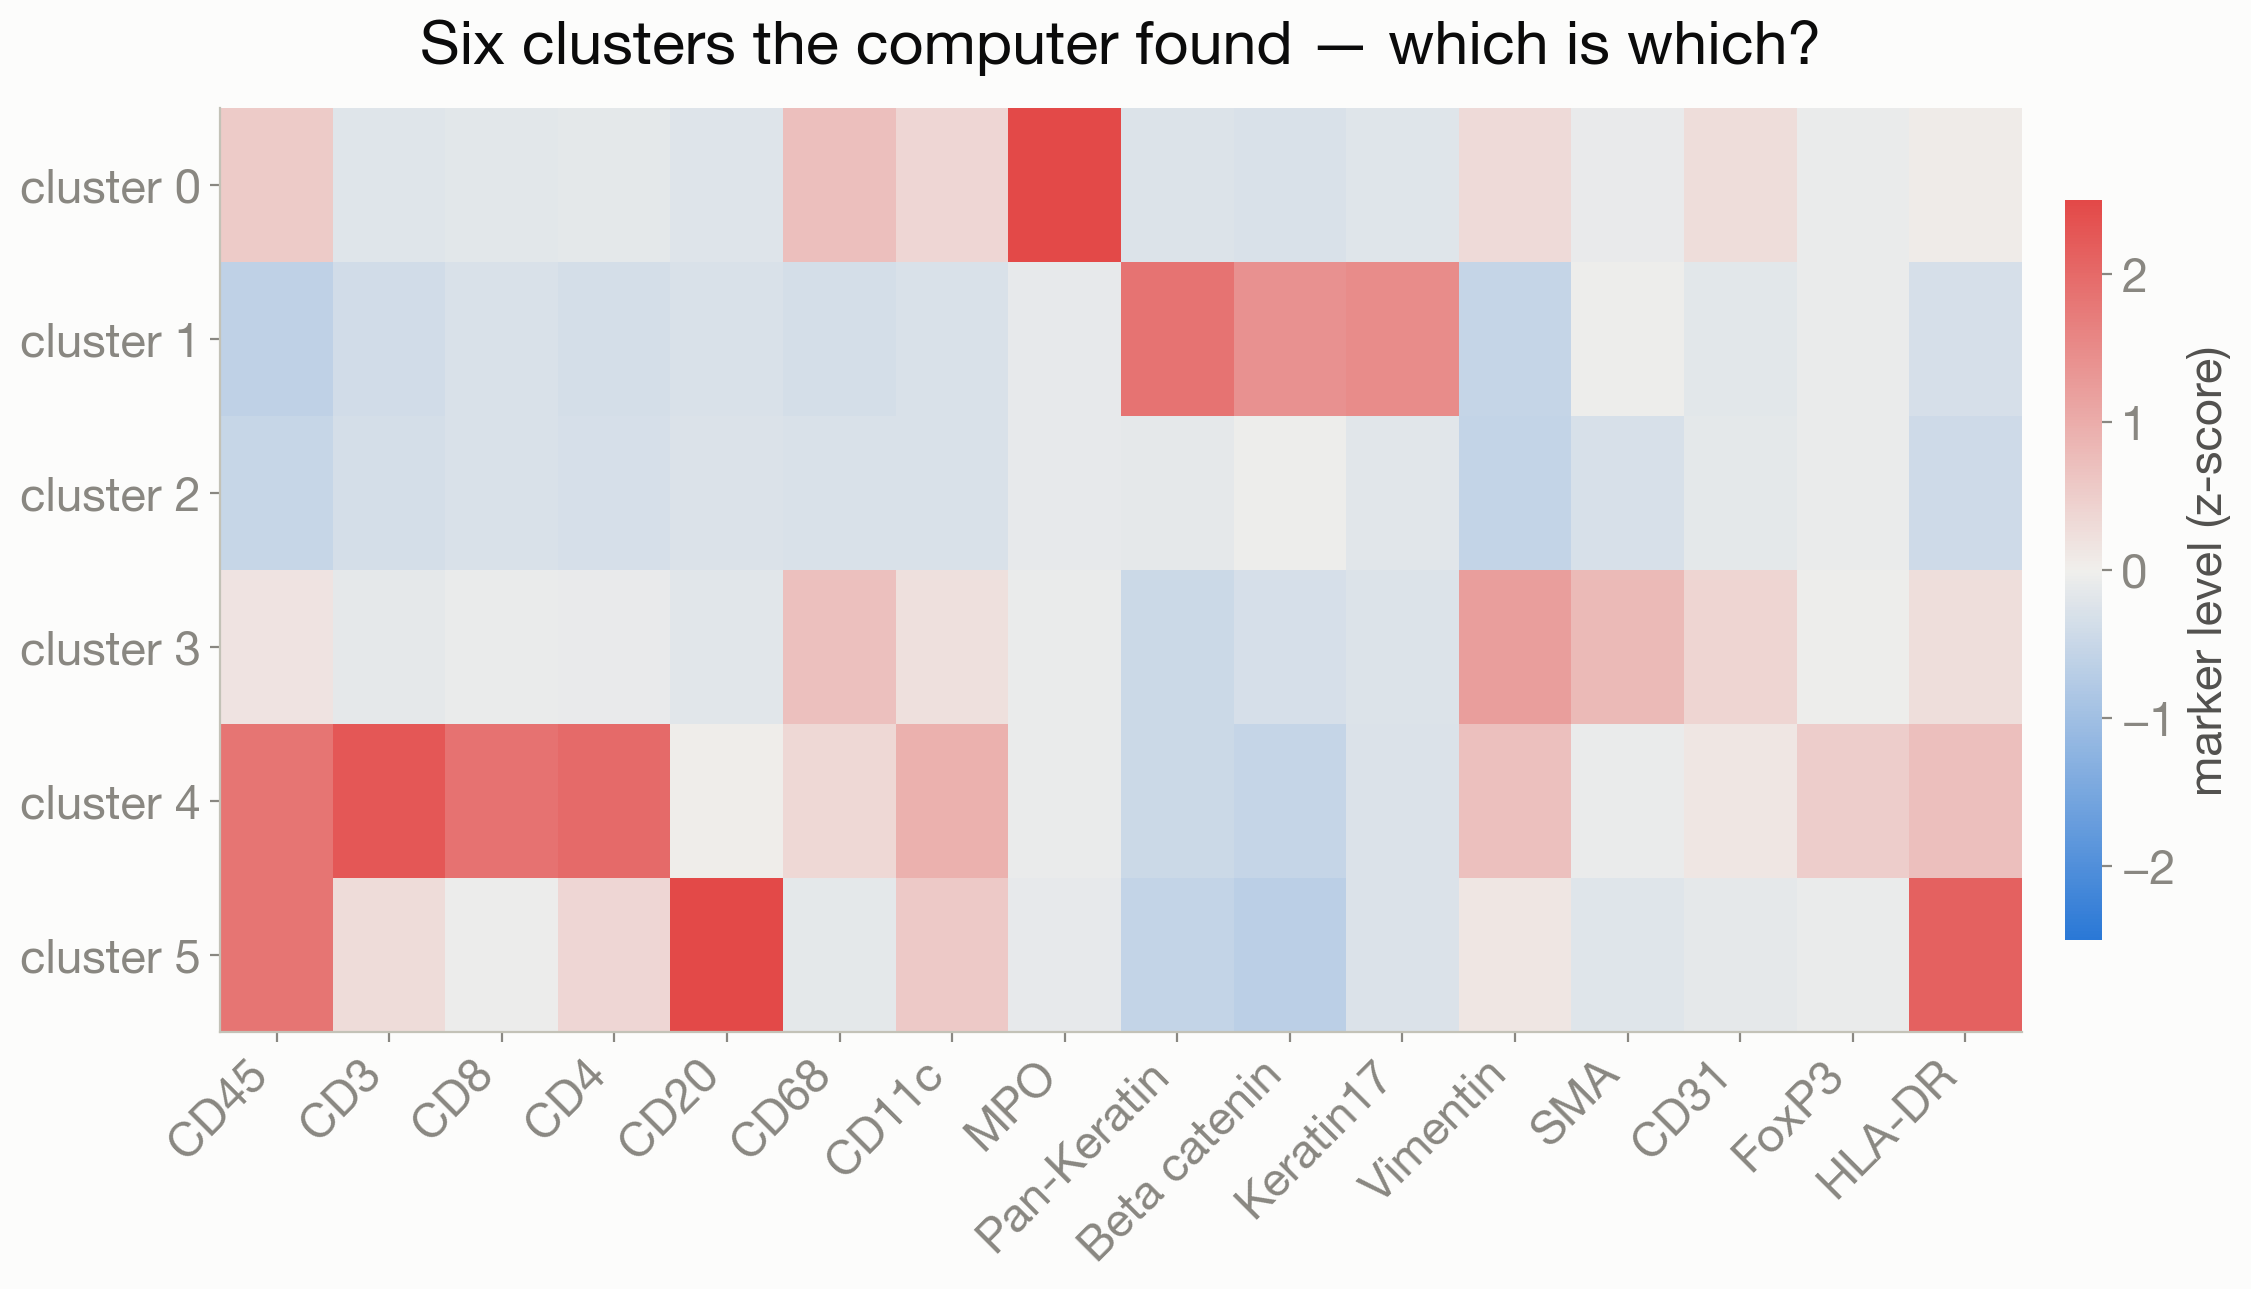 Six clusters the computer found — which is which?
cluster 0
cluster 1
cluster 2
cluster 3
cluster 4
cluster 5
CD45
CD3
CD8
CD4
CD20
CD68
CD11c
MPO
Pan-Keratin
Beta catenin
Keratin17
Vimentin
SMA
CD31
FoxP3
HLA-DR
2
1
0
−1
−2
marker level (z-score)